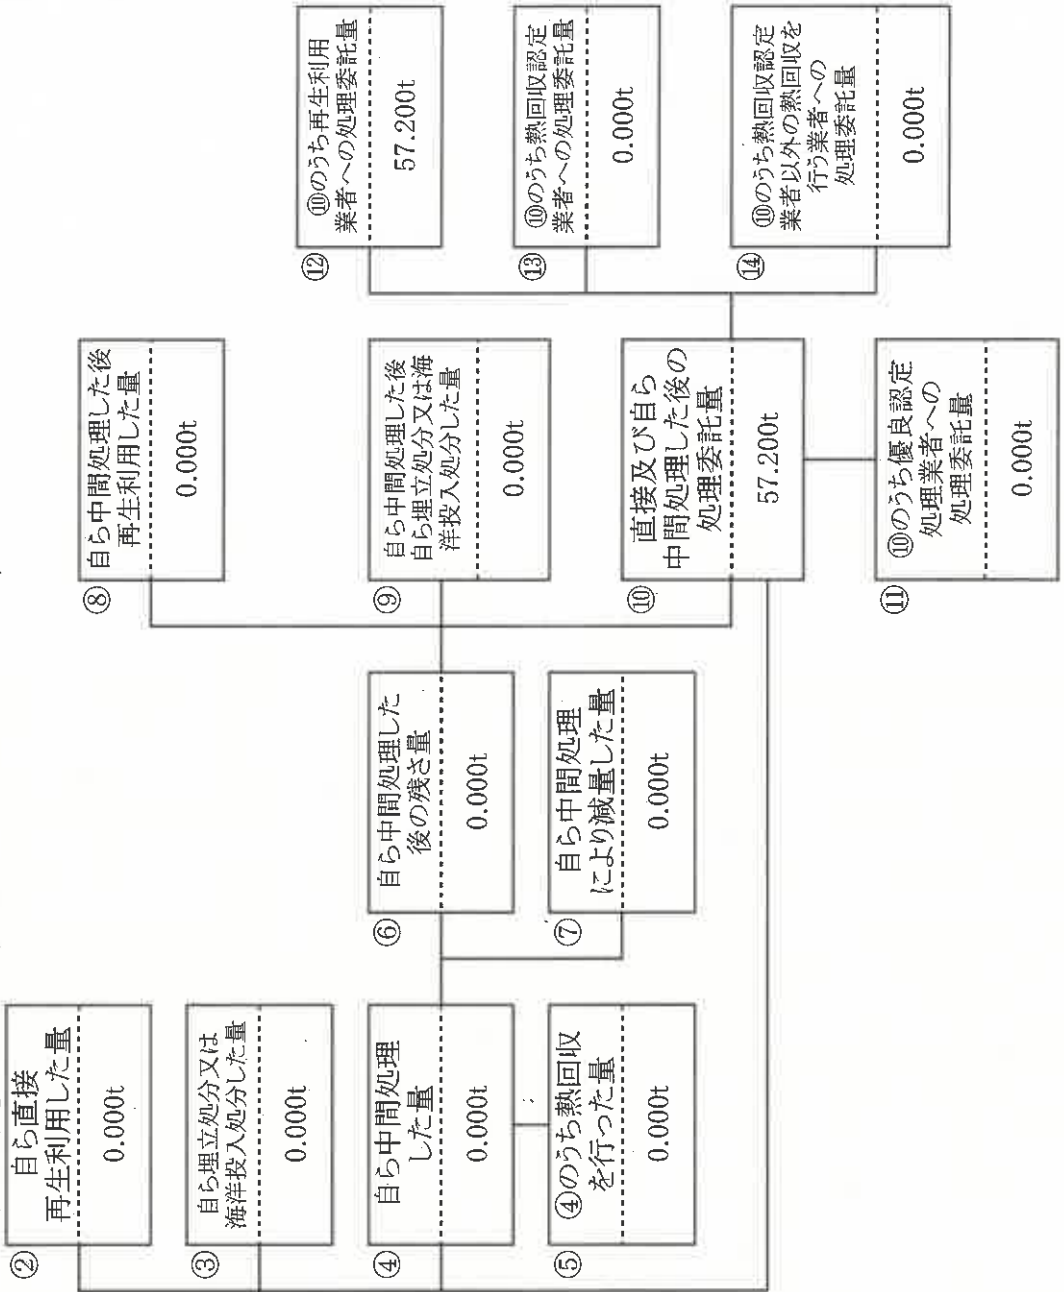 ②
自ら直接
再生利用した量
0.000t
③
自ら埋立処分又は
海洋投入処分した量
0.000t
④
自ら中間処理
した量
0.000t
⑤
④のうち熱回収
を行った量
0.000t
⑥
自ら中間処理した
後の残さ量
0.000t
⑦
自ら中間処理
により減量した量
0.000t
⑧
自ら中間処理した後
再生利用した量
0.000t
⑨
自ら中間処理した後
自ら埋立処分又は海
洋投入処分した量
0.000t
⑩
直接及び自ら
中間処理した後の
処理委託量
57.200t
⑪
⑩のうち優良認定
処理業者への
処理委託量
0.000t
⑫
⑩のうち再生利用
業者への処理委託量
57.200t
⑬
⑩のうち熱回収認定
業者への処理委託量
0.000t
⑭
⑩のうち熱回収認定
業者以外の熱回収を
行う業者への
処理委託量
0.000t